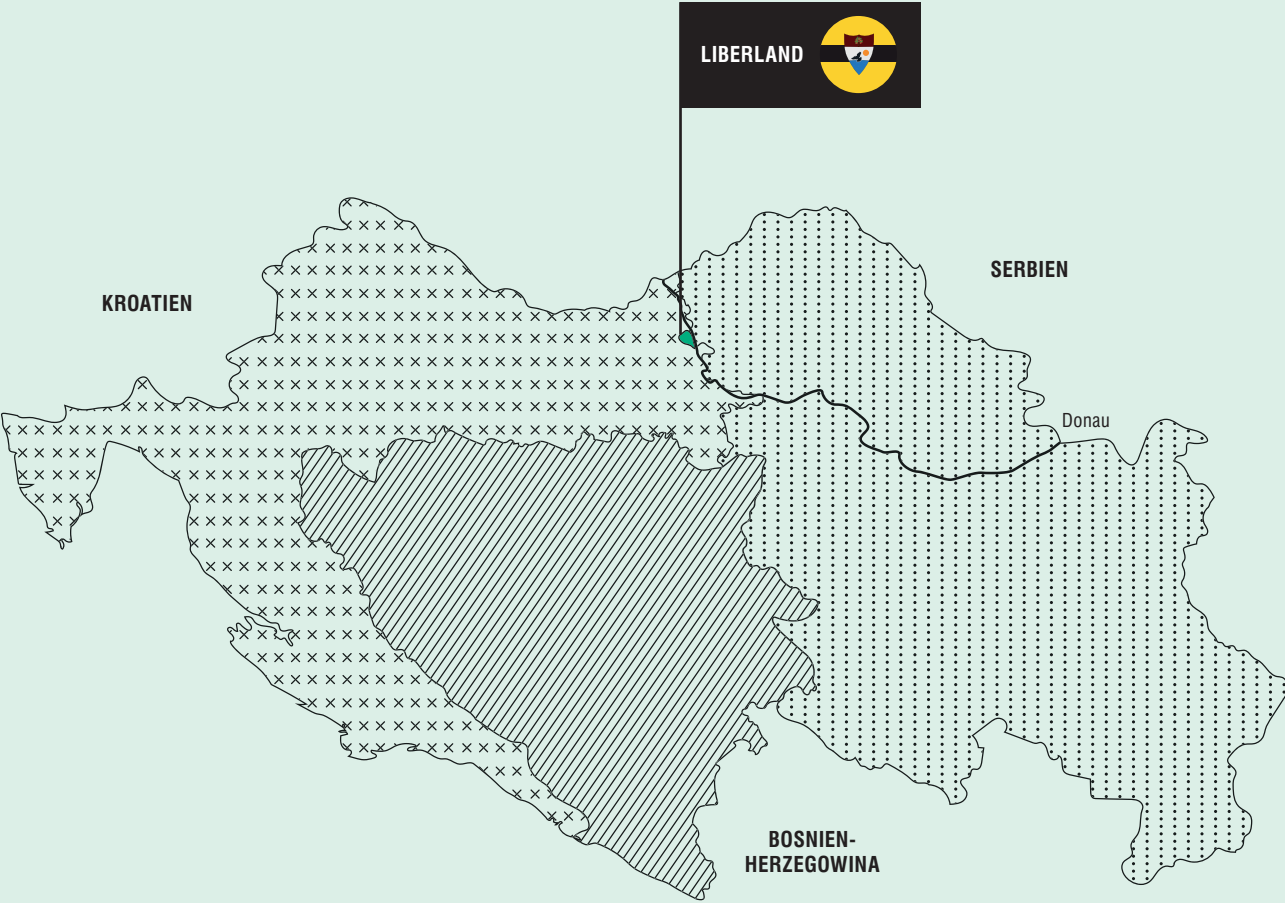 LIBERLAND
KROATIEN
SERBIEN
Donau
BOSNIEN-
HERZEGOWINA